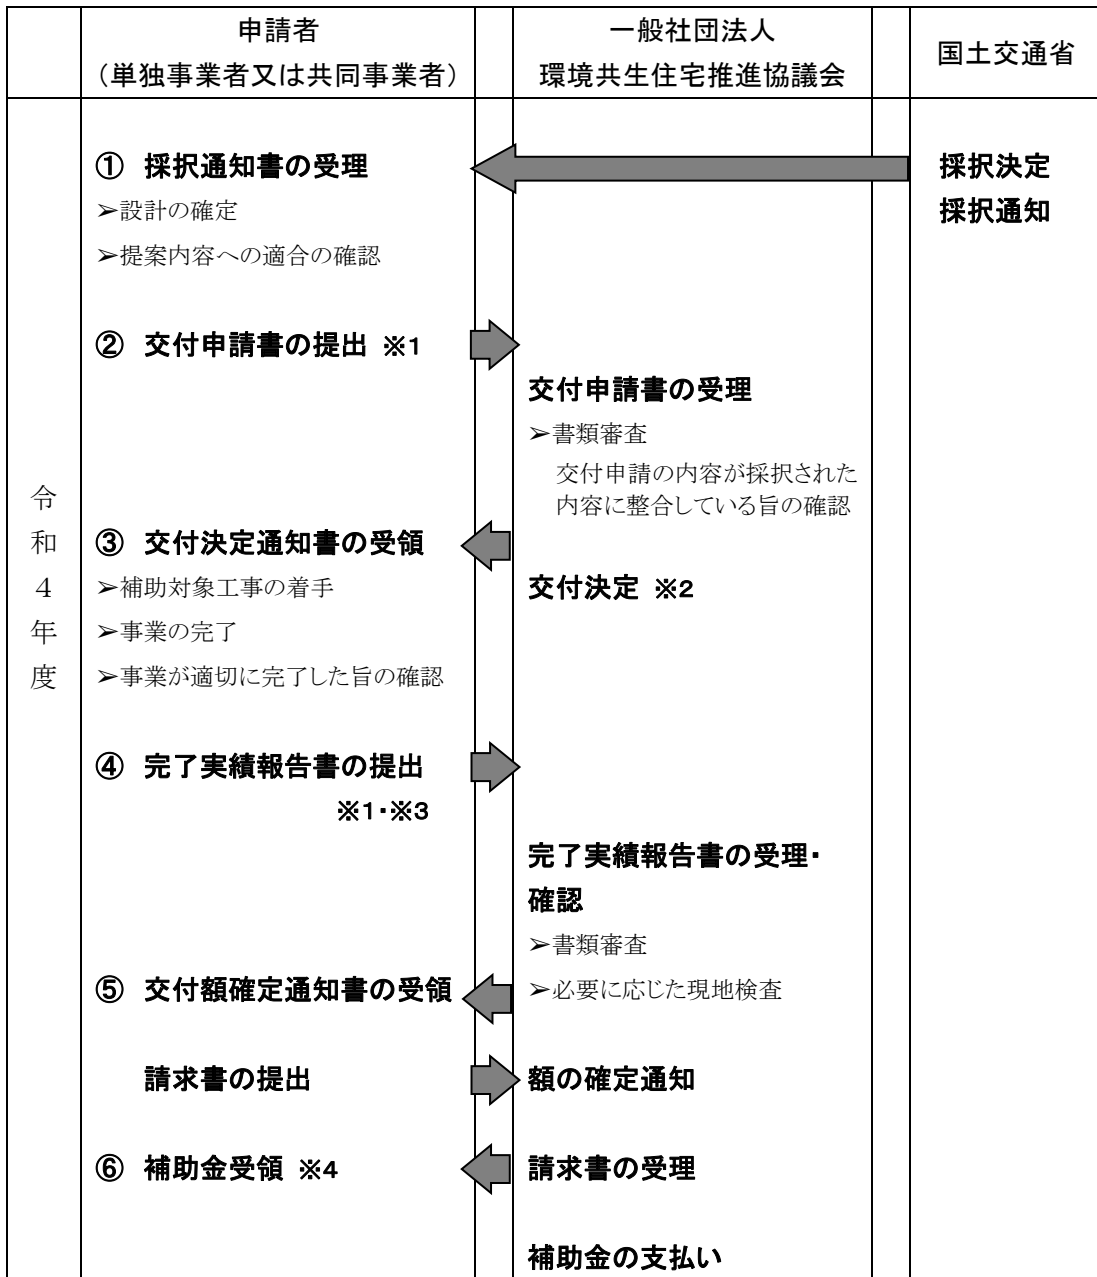 申請者
（単独事業者又は共同事業者）
一般社団法人
環境共生住宅推進協議会
国土交通省
令
和
4
年
度
① 採択通知書の受理
➢設計の確定
➢提案内容への適合の確認
② 交付申請書の提出 ※1
③ 交付決定通知書の受領
➢補助対象工事の着手
➢事業の完了
➢事業が適切に完了した旨の確認
④ 完了実績報告書の提出
※1・※3
⑤ 交付額確定通知書の受領
請求書の提出
⑥ 補助金受領 ※4
交付申請書の受理
➢書類審査
交付申請の内容が採択された
内容に整合している旨の確認
交付決定 ※2
完了実績報告書の受理・
確認
➢書類審査
➢必要に応じた現地検査
額の確定通知
請求書の受理
補助金の支払い
採択決定
採択通知